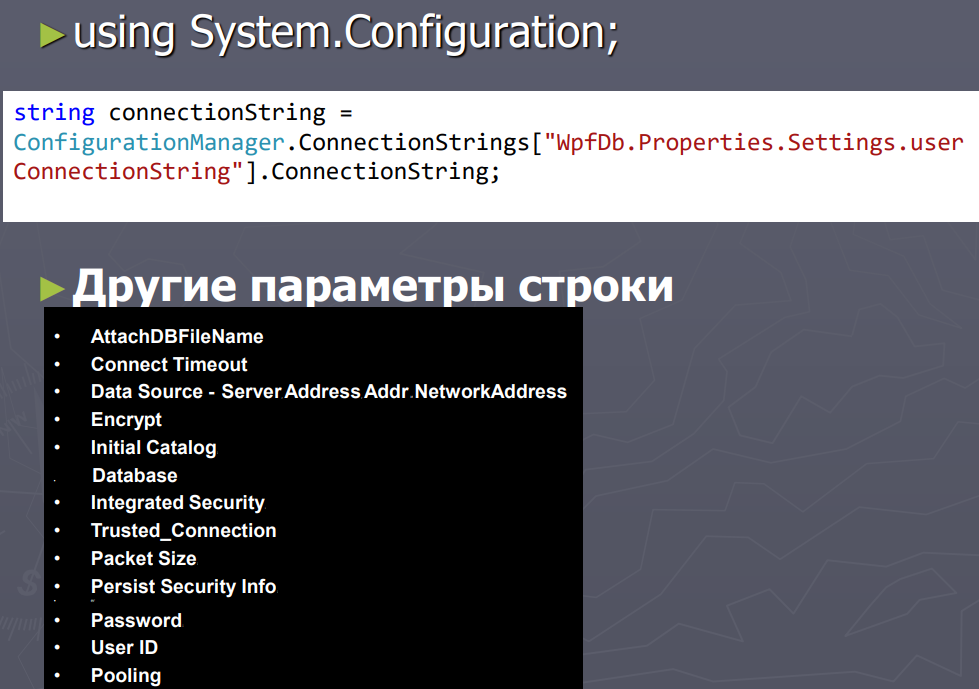 using System.Configuration;
string connectionString =
ConfigurationManager.ConnectionStrings["WpfDb.Properties.Settings.user
ConnectionString"].ConnectionString;
Другие параметры строки
• AttachDBFileName
• Connect Timeout
• Data Source - Server Address Addr NetworkAddress
• Encrypt
• Initial Catalog
Database
• Integrated Security
• Trusted_Connection
• Packet Size
• Persist Security Info
• Password
• User ID
• Pooling